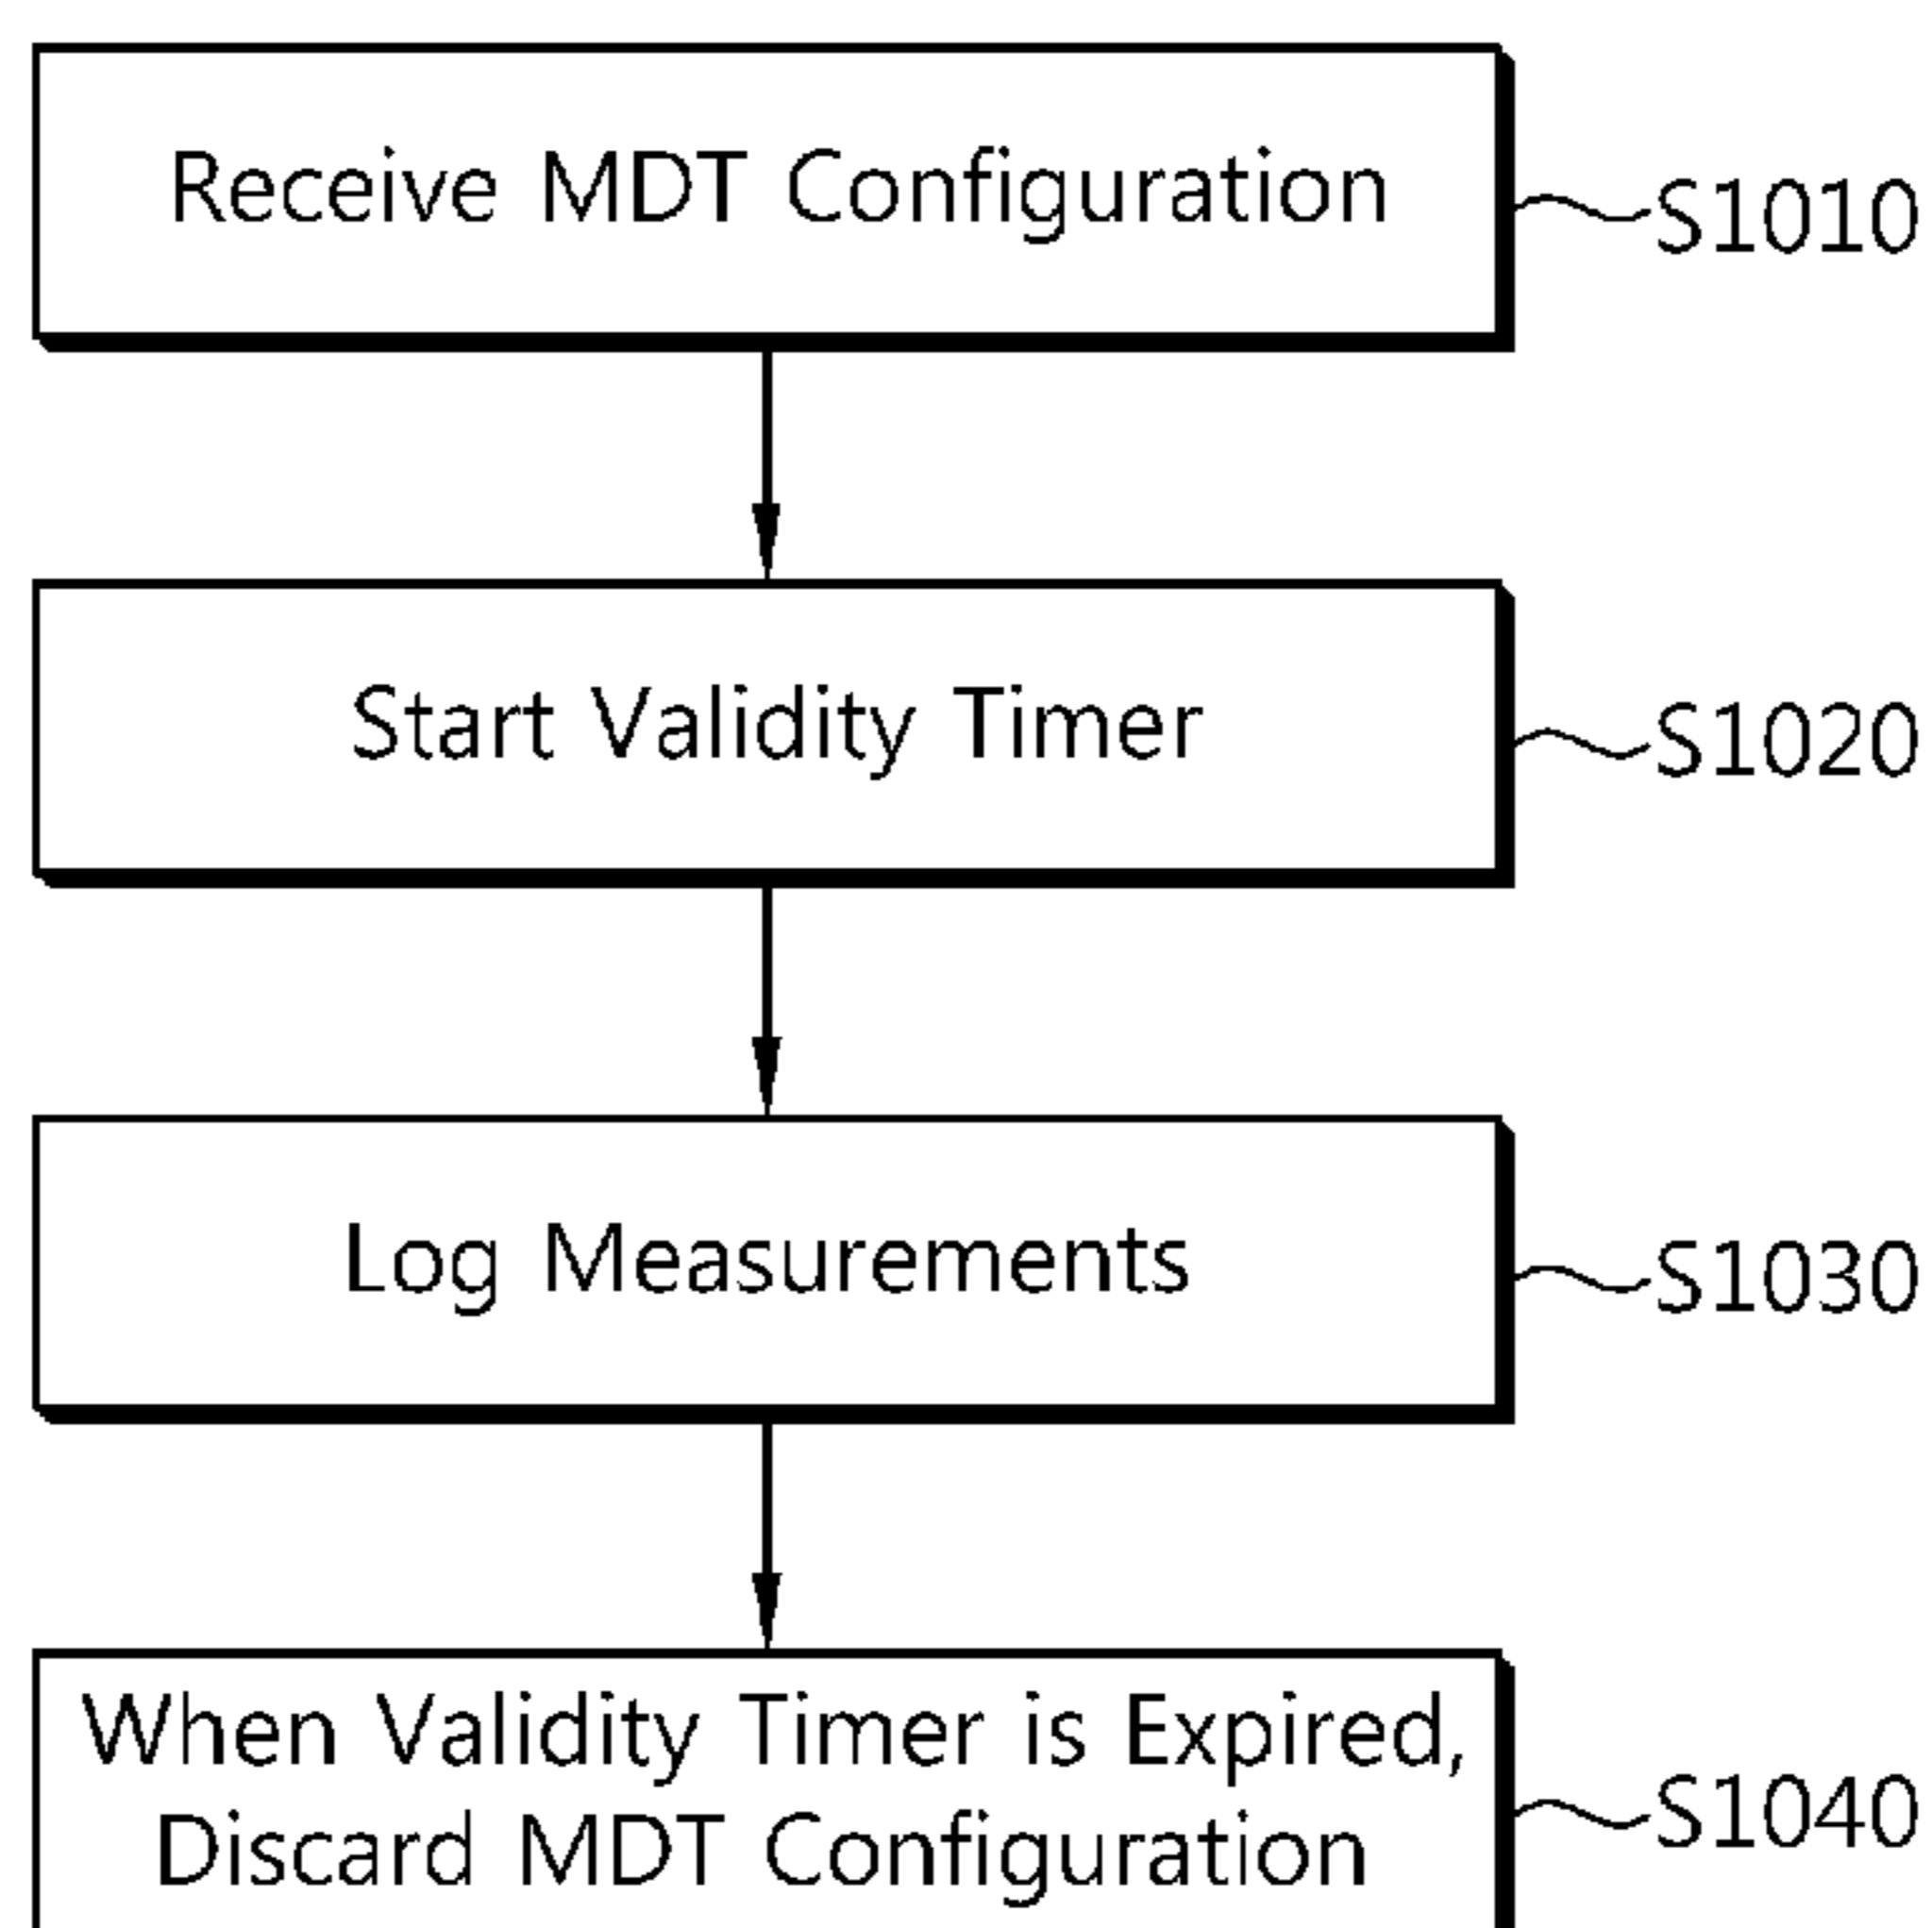 Receive MDT Configuration
S1010
Start Validity Timer
S1020
Log Measurements
S1030
When Validity Timer is Expired,
Discard MDT Configuration
S1040